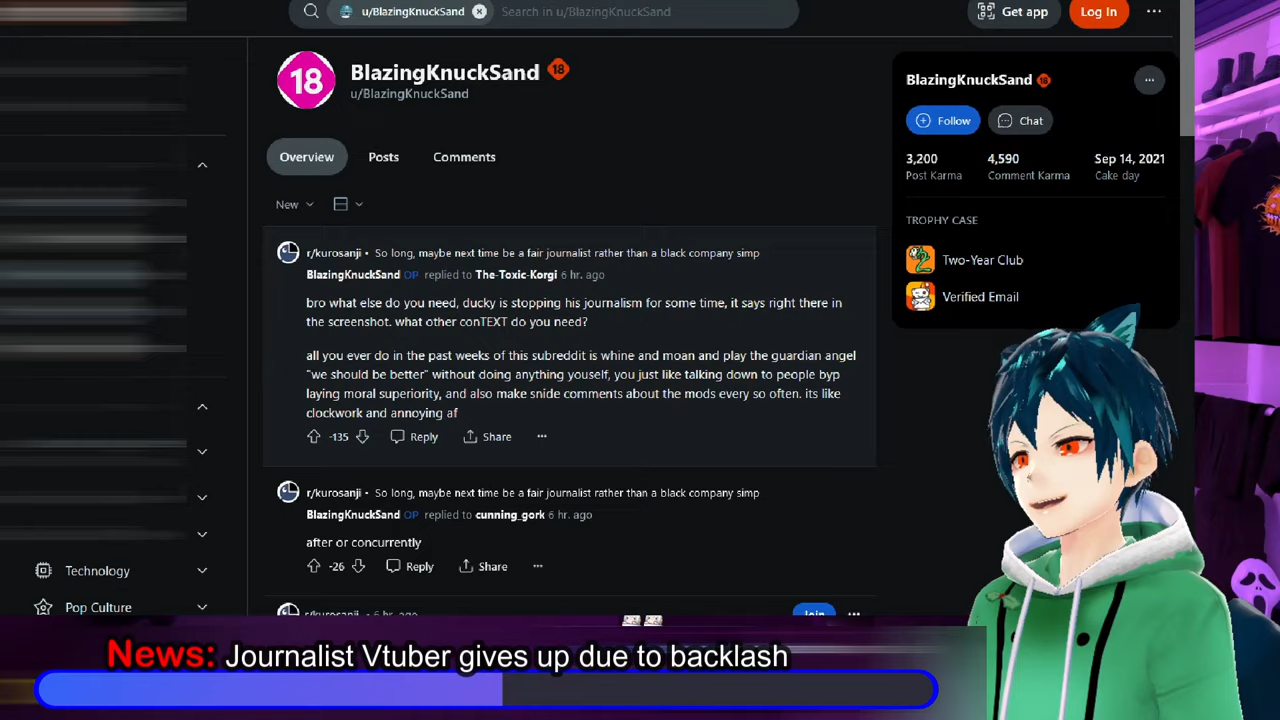 u/BlazingKnuckSand
Search in u/BlazingKnuckSand
Get app
Log In
18
BlazingKnuckSand 18
u/BlazingKnuckSand
Overview
Posts
Comments
New
r/kurosanji • So long, maybe next time be a fair journalist rather than a black company simp
BlazingKnuckSand OP replied to The-Toxic-Korgi 6 hr. ago
bro what else do you need, ducky is stopping his journalism for some time, it says right there in
the screenshot. what other conTEXT do you need?
all you ever do in the past weeks of this subreddit is whine and moan and play the guardian angel
"we should be better" without doing anything youself, you just like talking down to people byp
laying moral superiority, and also make snide comments about the mods every so often. its like
clockwork and annoying af
-135
Reply
Share
r/kurosanji • So long, maybe next time be a fair journalist rather than a black company simp
BlazingKnuckSand OP replied to cunning_gork 6 hr. ago
after or concurrently
-26
Reply
Share
r/kurosanji • 6 hr. ago
Join
BlazingKnuckSand 18
Follow
Chat
3,200
4,590
Sep 14, 2021
Post Karma
Comment Karma
Cake day
TROPHY CASE
2
Two-Year Club
Verified Email
Technology
Pop Culture
News: Journalist Vtuber gives up due to backlash